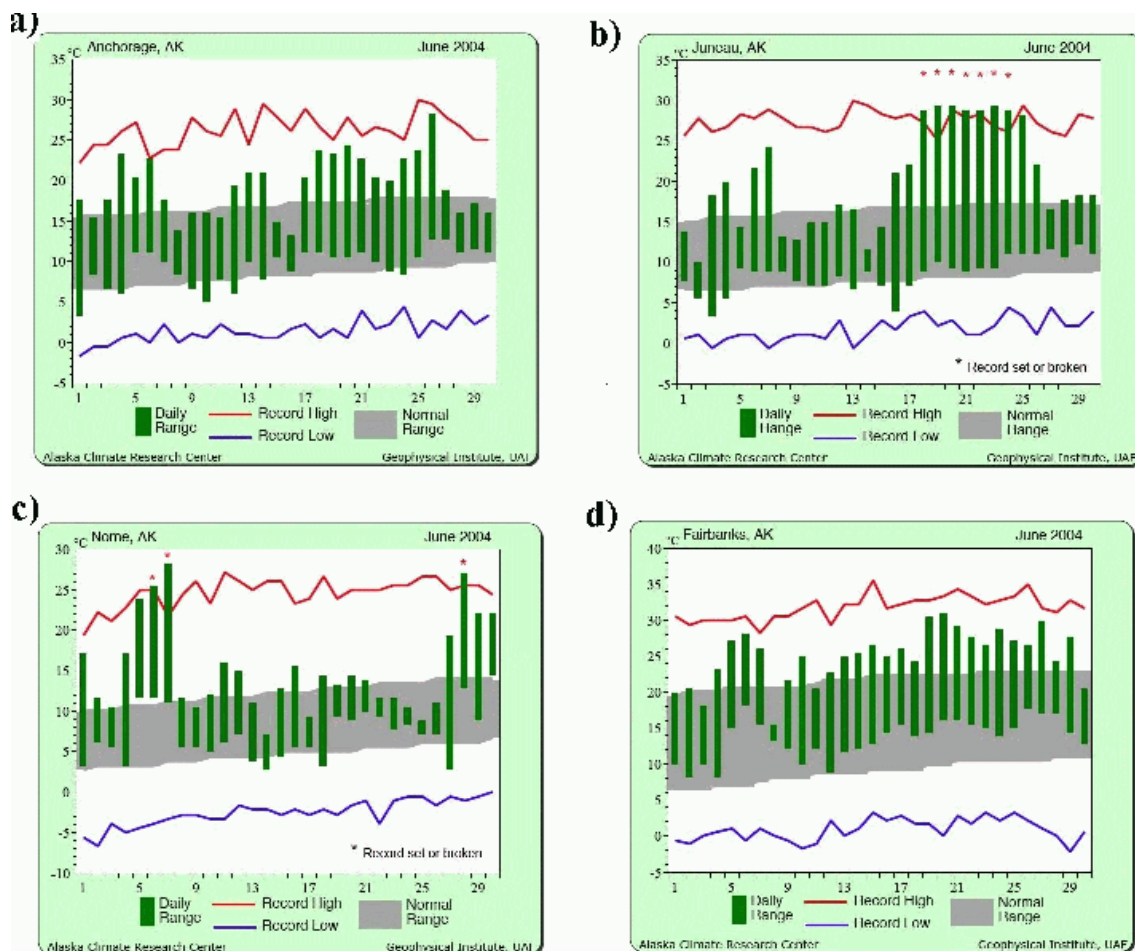 a)
°C Anchorage, AK June 2004
35
30
25
20
15
10
5
0
-5
1 5 9 13 17 21 25 29
Daily Range
Record High
Record Low
Normal Range
Alaska Climate Research Center Geophysical Institute, UAF
b)
°C Juneau, AK June 2004
35
30
25
20
15
10
5
0
-5
* * * * * * *
* Record set or broken
1 5 9 13 17 21 25 29
Daily Range
Record High
Record Low
Normal Range
Alaska Climate Research Center Geophysical Institute, UAF
c)
°C Nome, AK June 2004
30
25
20
15
10
5
0
-5
-10
* * *
* Record set or broken
1 5 9 13 17 21 25 29
Daily Range
Record High
Record Low
Normal Range
Alaska Climate Research Center Geophysical Institute, UAF
d)
°C Fairbanks, AK June 2004
40
35
30
25
20
15
10
5
0
-5
1 5 9 13 17 21 25 29
Daily Range
Record High
Record Low
Normal Range
Alaska Climate Research Center Geophysical Institute, UAF